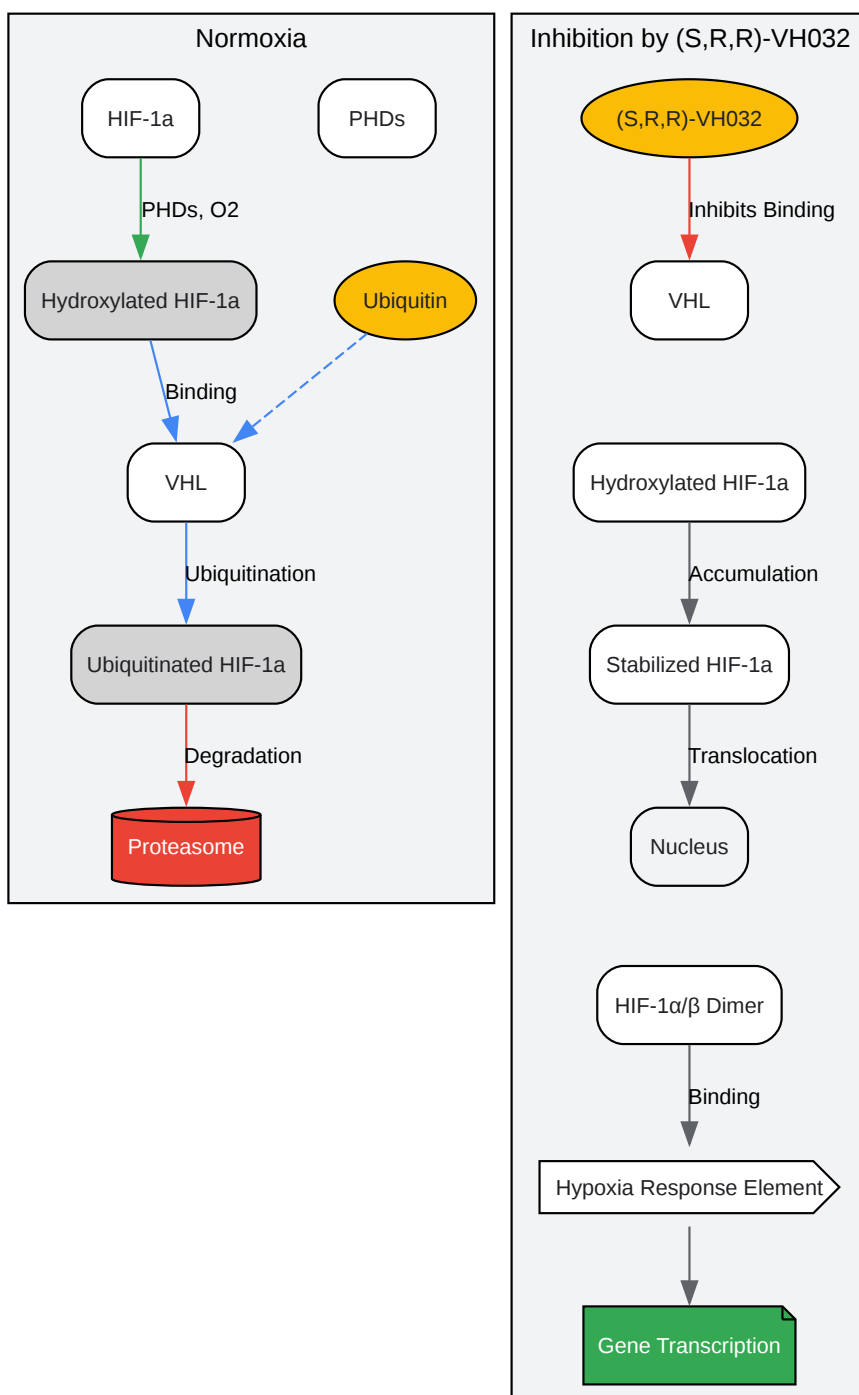 Normoxia
HIF-1a
PHDs
PHDs, O2
Hydroxylated HIF-1a
Ubiquitin
Binding
VHL
Ubiquitination
Ubiquitinated HIF-1a
Degradation
Proteasome
Inhibition by (S,R,R)-VH032
(S,R,R)-VH032
Inhibits Binding
VHL
Hydroxylated HIF-1a
Accumulation
Stabilized HIF-1a
Translocation
Nucleus
HIF-1α/β Dimer
Binding
Hypoxia Response Element
Gene Transcription